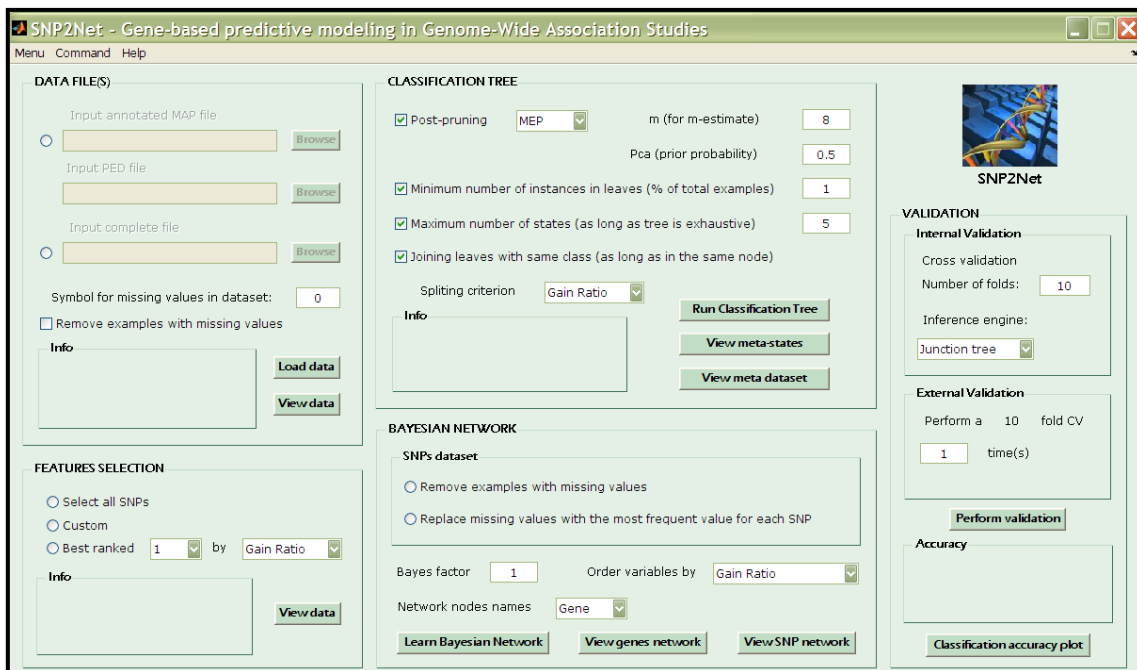 SNP2Net - Gene-based predictive modeling in Genome-Wide Association Studies
Menu Command Help
DATA FILE(S)
Input annotated MAP file
Browse
Input PED file
Browse
Input complete file
Browse
Symbol for missing values in dataset: 0
Remove examples with missing values
Info
Load data
View data
FEATURES SELECTION
Select all SNPs
Custom
Best ranked 1 by Gain Ratio
Info
View data
CLASSIFICATION TREE
Post-pruning MEP m (for m-estimate) 8
Pca (prior probability) 0.5
Minimum number of instances in leaves (% of total examples) 1
Maximum number of states (as long as tree is exhaustive) 5
Joining leaves with same class (as long as in the same node)
Spliting criterion Gain Ratio
Info
Run Classification Tree
View meta-states
View meta dataset
BAYESIAN NETWORK
SNPs dataset
Remove examples with missing values
Replace missing values with the most frequent value for each SNP
Bayes factor 1 Order variables by Gain Ratio
Network nodes names Gene
Learn Bayesian Network View genes network View SNP network
SNP2Net
VALIDATION
Internal Validation
Cross validation
Number of folds: 10
Inference engine:
Junction tree
External Validation
Perform a 10 fold CV
1 time(s)
Perform validation
Accuracy
Classification accuracy plot